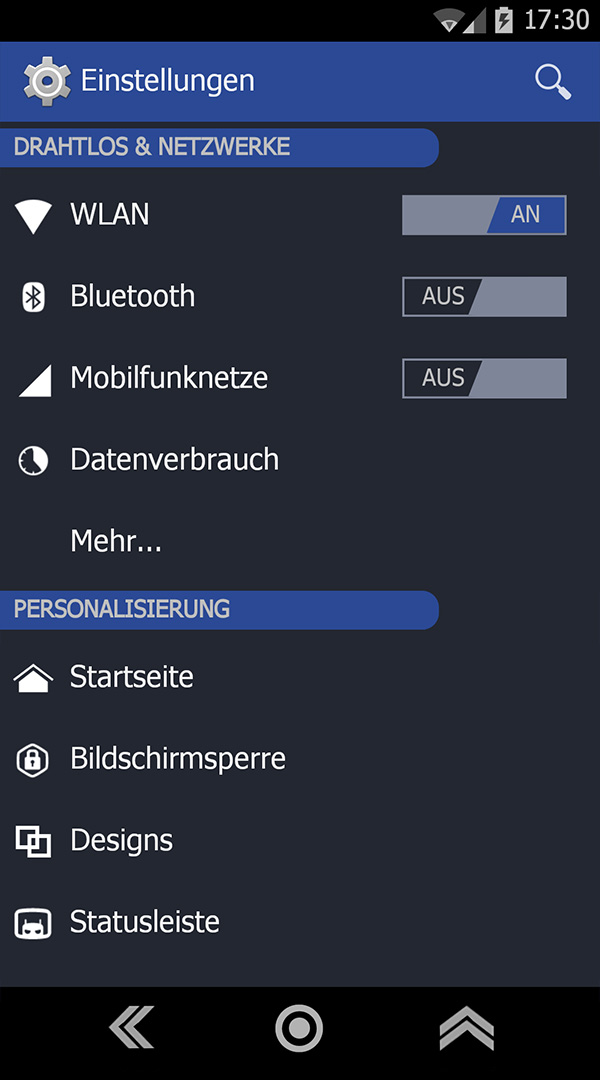 17:30
Einstellungen
DRAHTLOS & NETZWERKE
WLAN
AN
Bluetooth
AUS
Mobilfunknetze
AUS
Datenverbrauch
Mehr...
PERSONALISIERUNG
Startseite
Bildschirmsperre
Designs
Statusleiste